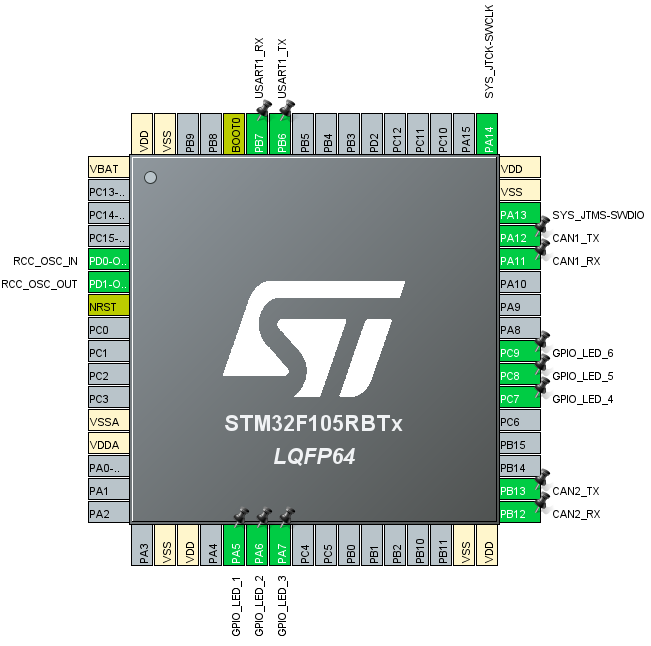 SYS_JTCK-SWCLK
USART1_RX
USART1_TX
VDD
VSS
PB9
PB8
BOOT0
PB7
PB6
PB5
PB4
PB3
PD2
PC12
PC11
PC10
PA15
PA14
VBAT
PC13-..
PC14-..
PC15-..
RCC_OSC_IN PD0-O..
RCC_OSC_OUT PD1-O..
NRST
PC0
PC1
PC2
PC3
VSSA
VDDA
PA0-..
PA1
PA2
VDD
VSS
PA13 SYS_JTMS-SWDIO
PA12 CAN1_TX
PA11 CAN1_RX
PA10
PA9
PA8
PC9 GPIO_LED_6
PC8 GPIO_LED_5
PC7 GPIO_LED_4
PC6
PB15
PB14
PB13 CAN2_TX
PB12 CAN2_RX
ST
STM32F105RBTx
LQFP64
PA3
VSS
VDD
PA4
PA5
PA6
PA7
PC4
PC5
PB0
PB1
PB2
PB10
PB11
VSS
VDD
GPIO_LED_1
GPIO_LED_2
GPIO_LED_3